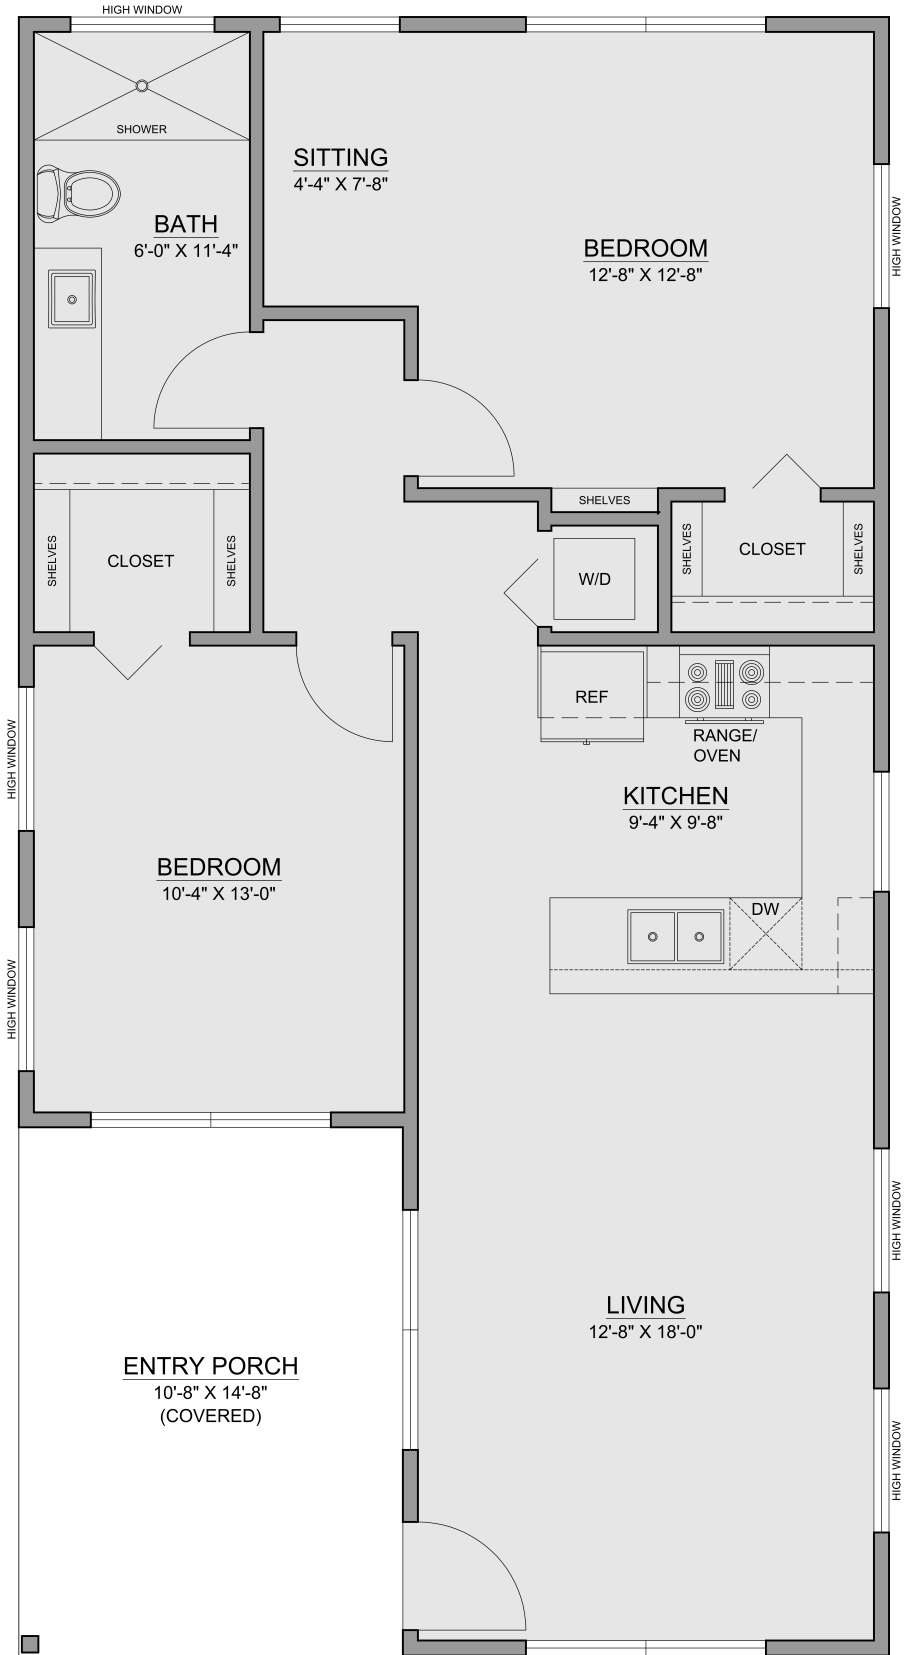 HIGH WINDOW
SHOWER
SITTING
4'-4" X 7'-8"
BATH
6'-0" X 11'-4"
BEDROOM
12'-8" X 12'-8"
HIGH WINDOW
SHELVES
SHELVES
CLOSET
SHELVES
W/D
SHELVES
CLOSET
SHELVES
REF
RANGE/
OVEN
HIGH WINDOW
KITCHEN
9'-4" X 9'-8"
BEDROOM
10'-4" X 13'-0"
DW
HIGH WINDOW
HIGH WINDOW
LIVING
12'-8" X 18'-0"
ENTRY PORCH
10'-8" X 14'-8"
(COVERED)
HIGH WINDOW